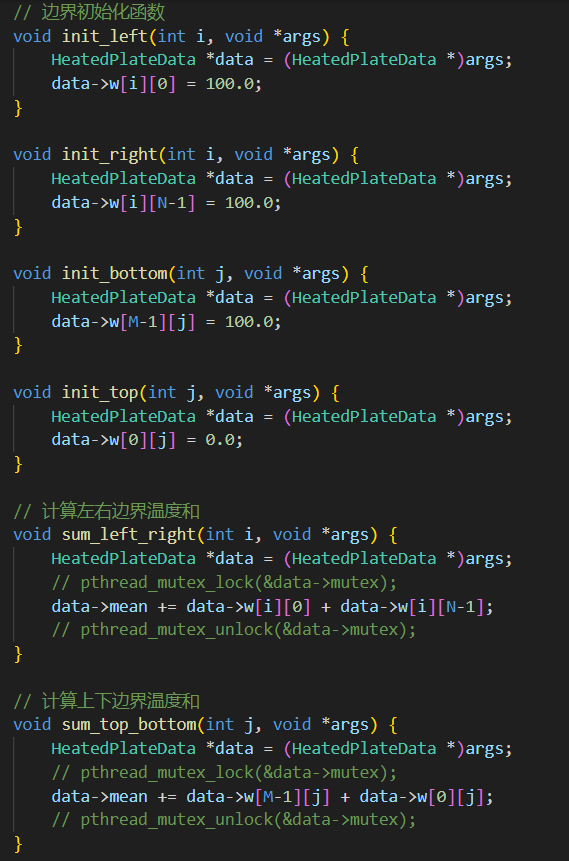 // 边界初始化函数
void init_left(int i, void *args) {
    HeatedPlateData *data = (HeatedPlateData *)args;
    data->w[i][0] = 100.0;
}

void init_right(int i, void *args) {
    HeatedPlateData *data = (HeatedPlateData *)args;
    data->w[i][N-1] = 100.0;
}

void init_bottom(int j, void *args) {
    HeatedPlateData *data = (HeatedPlateData *)args;
    data->w[M-1][j] = 100.0;
}

void init_top(int j, void *args) {
    HeatedPlateData *data = (HeatedPlateData *)args;
    data->w[0][j] = 0.0;
}

// 计算左右边界温度和
void sum_left_right(int i, void *args) {
    HeatedPlateData *data = (HeatedPlateData *)args;
    // pthread_mutex_lock(&data->mutex);
    data->mean += data->w[i][0] + data->w[i][N-1];
    // pthread_mutex_unlock(&data->mutex);
}

// 计算上下边界温度和
void sum_top_bottom(int j, void *args) {
    HeatedPlateData *data = (HeatedPlateData *)args;
    // pthread_mutex_lock(&data->mutex);
    data->mean += data->w[M-1][j] + data->w[0][j];
    // pthread_mutex_unlock(&data->mutex);
}